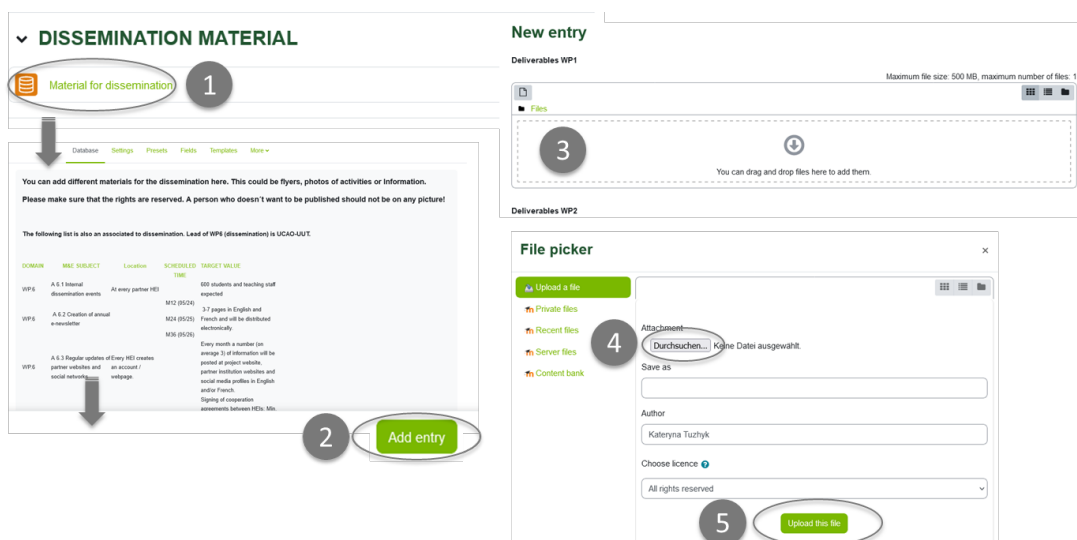 DISSEMINATION MATERIAL
Material for dissemination
1
Database Settings Presets Fields Templates More
You can add different materials for the dissemination here. This could be flyers, photos of activities or Information.
Please make sure that the rights are reserved. A person who doesn´t want to be published should not be on any picture!
The following list is also an associated to dissemination. Lead of WP6 (dissemination) is UCAO-UUT.
DOMAIN M&E SUBJECT Location SCHEDULED TIME TARGET VALUE
WP.6
A 6.1 Internal
dissemination events
At every partner HEI
600 students and teaching staff
expected
WP.6
A 6.2 Creation of annual
e-newsletter
M12 (05/24)
M24 (05/25)
M36 (05/26)
3-7 pages in English and
French and will be distributed
electronically.
WP.6
A 6.3 Regular updates of
partner websites and
social networks
Every HEI creates
an account /
webpage.
Every month a number (on
average 3) of information will be
posted at project website,
partner institution websites and
social media profiles in English
and/or French.
Signing of cooperation
agreements between HEIs: Min.
2
Add entry
New entry
Deliverables WP1
Maximum file size: 500 MB, maximum number of files: 1
Files
3
You can drag and drop files here to add them.
Deliverables WP2
File picker
×
Upload a file
Private files
Recent files
Server files
Content bank
4
Attachment
Durchsuchen... Keine Datei ausgewählt.
Save as
Author
Kateryna Tuzhyk
Choose licence ?
All rights reserved
5
Upload this file